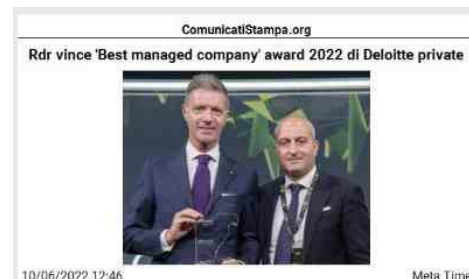 ComunicatiStampa.org
Rdr vince 'Best managed company' award 2022 di Deloitte private
10/06/2022 12:46
Meta Time